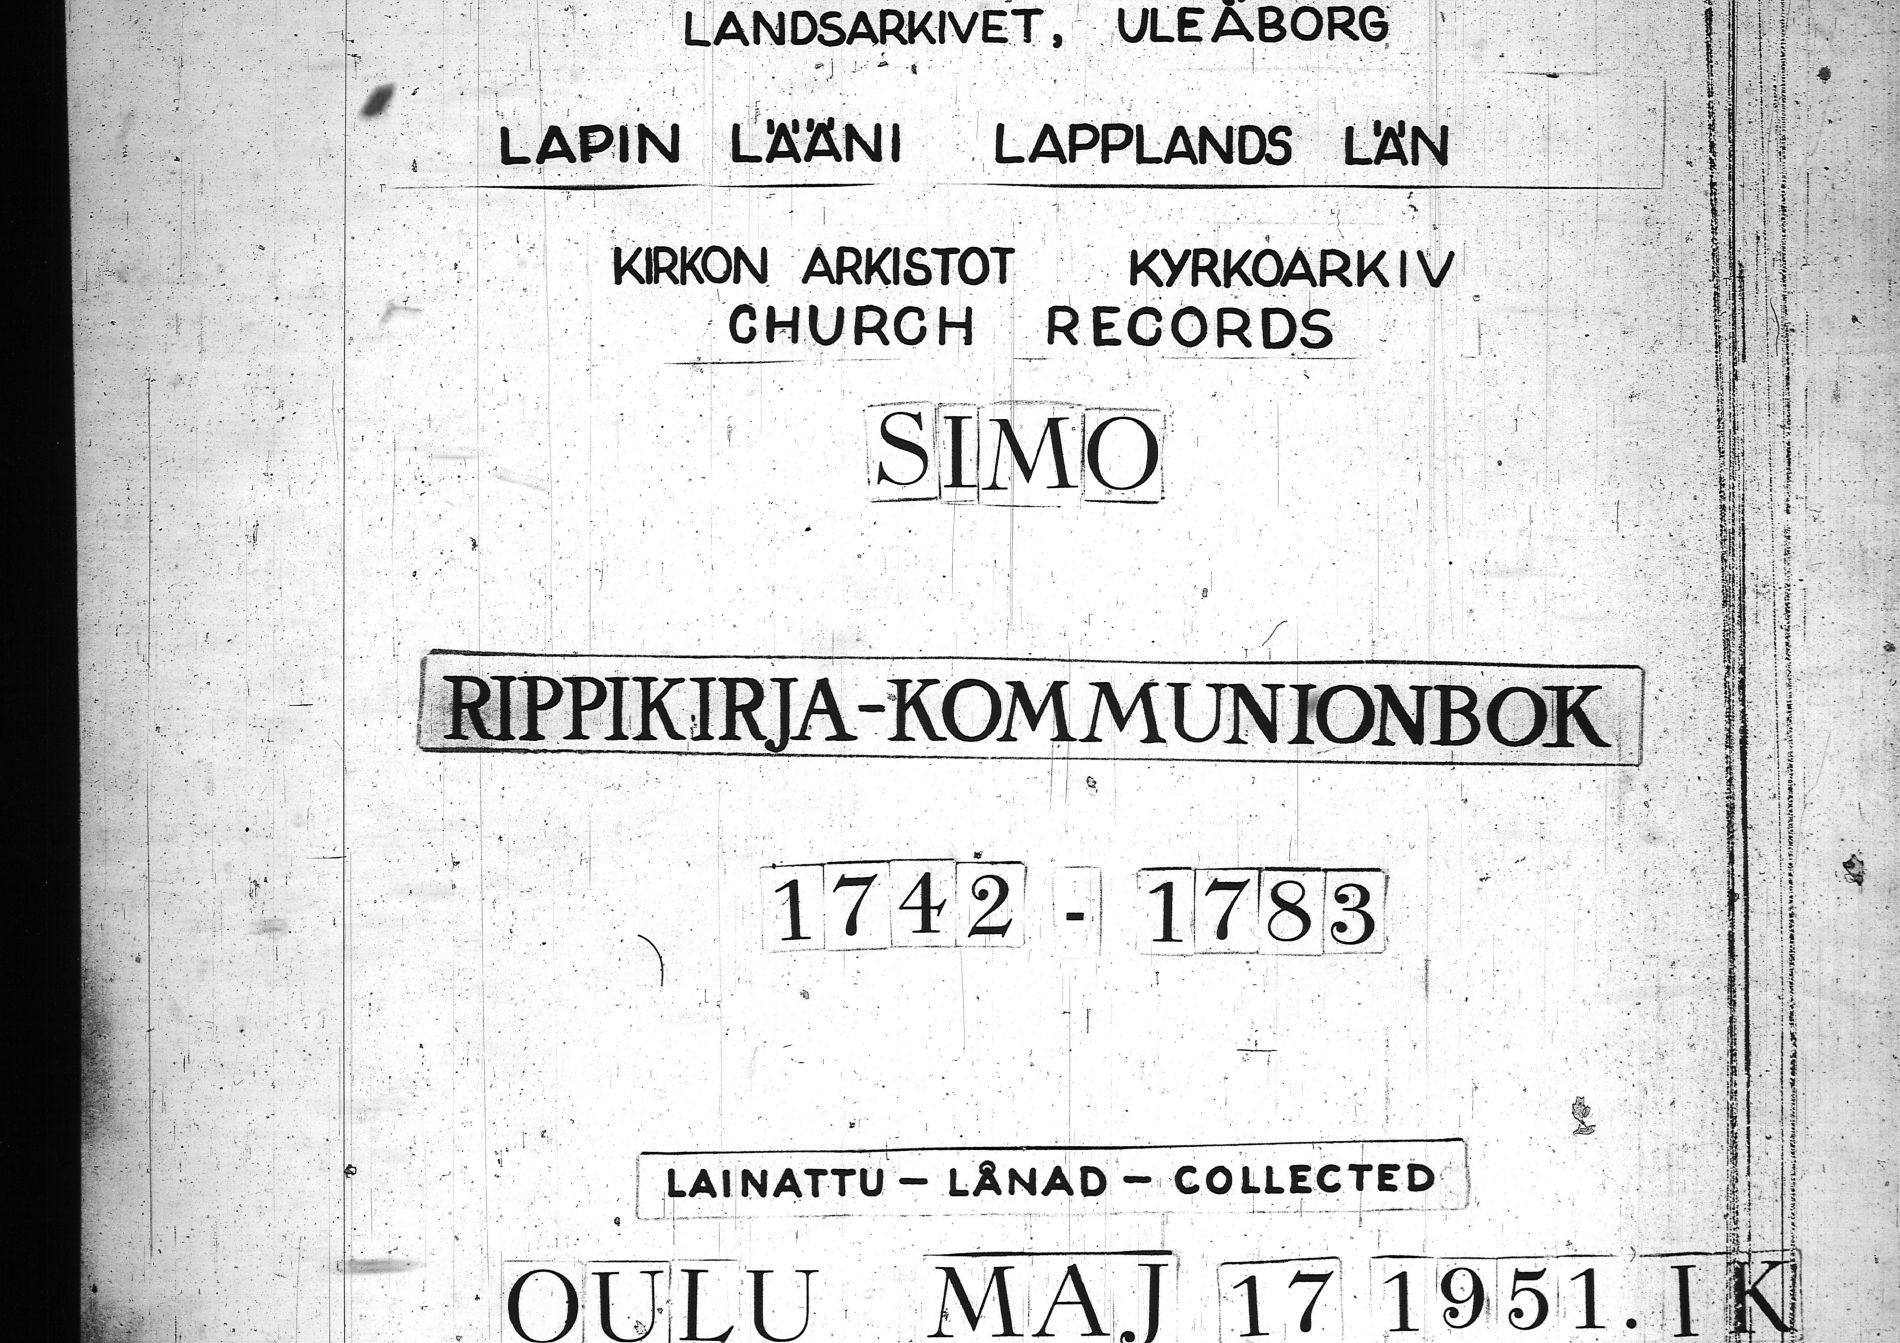 LANDSARKIVET, ULEÅBORG
LAPIN LÄÄNI LAPPLANDS LÄN
KIRKON ARKISTOT KYRKOARKIV
CHURCH RECORDS
SIMO
RIPPIKIRJA-KOMMUNIONBOK
1742 - 1783
LAINATTU - LÅNAD - COLLECTED
OULU MAJ 17 1951. IK